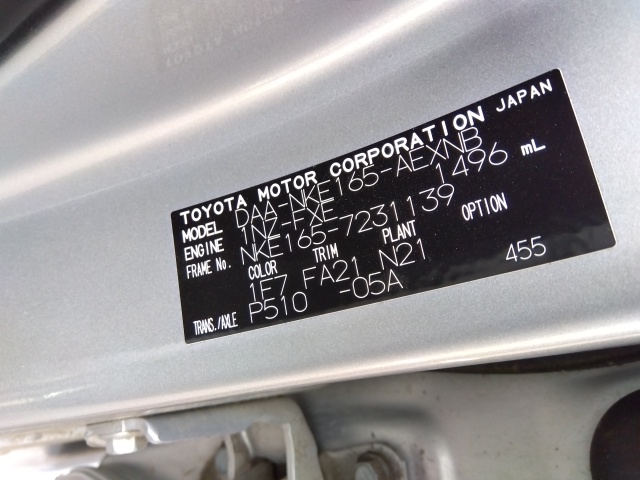 TOYOTA MOTOR CORPORATION JAPAN
MODEL DAA-NKE165-AEXNB
ENGINE 1NZ-FXE 1496 mL
FRAME No. NKE165-7231139
COLOR TRIM PLANT OPTION
1F7 FA21 N21
TRANS./AXLE P510 -05A 455